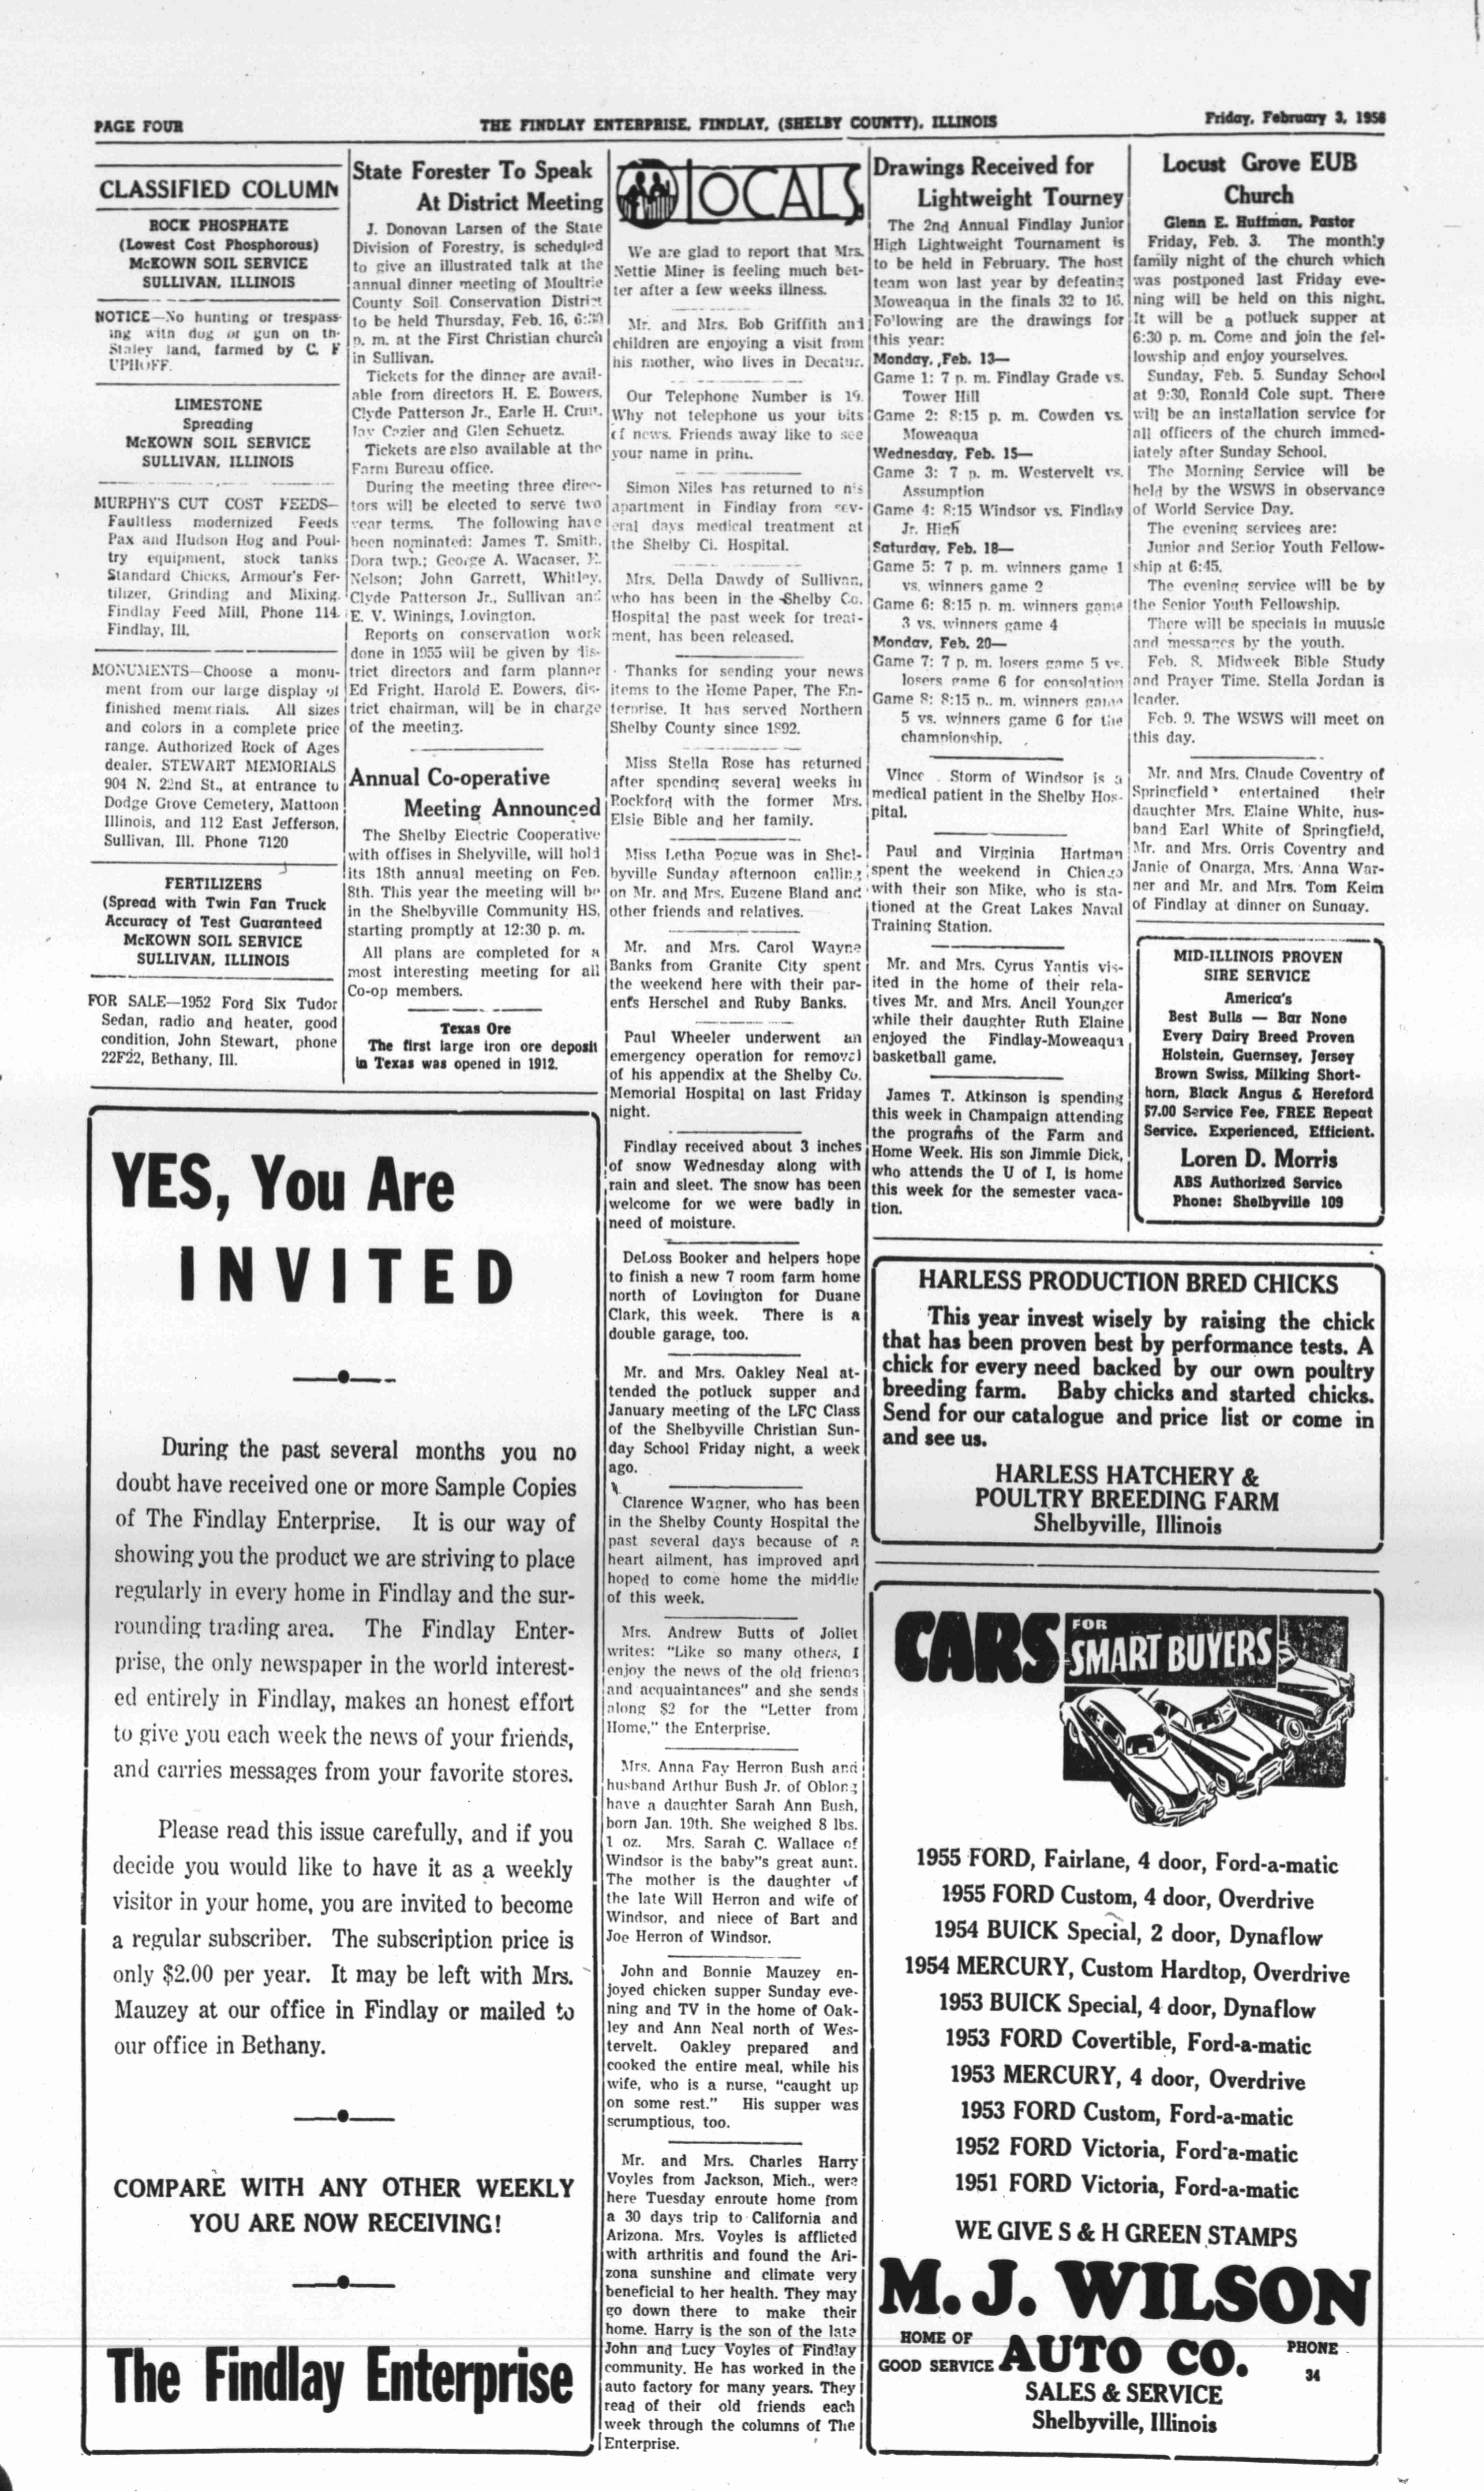 PAGE FOUR
THE FINDLAY ENTERPRISE, FINDLAY, (SHELBY COUNTY), ILLINOIS
Friday, February 3, 1956
CLASSIFIED COLUMN
ROCK PHOSPHATE
(Lowest Cost Phosphorous)
McKOWN SOIL SERVICE
SULLIVAN, ILLINOIS
NOTICE—No hunting or trespass-
ing with dog or gun on th-
Staley land, farmed by C. F
UPHOFF.
LIMESTONE
Spreading
McKOWN SOIL SERVICE
SULLIVAN, ILLINOIS
MURPHY'S CUT COST FEEDS—
Faultless modernized Feeds
Pax and Hudson Hog and Poul-
try equipment, stock tanks
Standard Chicks, Armour's Fer-
tilizer, Grinding and Mixing.
Findlay Feed Mill, Phone 114.
Findlay, Ill.
MONUMENTS—Choose a monu-
ment from our large display of
finished memorials. All sizes
and colors in a complete price
range. Authorized Rock of Ages
dealer. STEWART MEMORIALS
904 N. 22nd St., at entrance to
Dodge Grove Cemetery, Mattoon
Illinois, and 112 East Jefferson,
Sullivan, Ill. Phone 7120
FERTILIZERS
(Spread with Twin Fan Truck
Accuracy of Test Guaranteed
McKOWN SOIL SERVICE
SULLIVAN, ILLINOIS
FOR SALE—1952 Ford Six Tudor
Sedan, radio and heater, good
condition, John Stewart, phone
22F22, Bethany, Ill.
State Forester To Speak
At District Meeting
J. Donovan Larsen of the State
Division of Forestry, is scheduled
to give an illustrated talk at the
annual dinner meeting of Moultrie
County Soil Conservation District
to be held Thursday, Feb. 16, 6:30
p. m. at the First Christian church
in Sullivan.
Tickets for the dinner are avail-
able from directors H. E. Bowers,
Clyde Patterson Jr., Earle H. Crum,
Jay Cazier and Glen Schuetz.
Tickets are also available at the
Farm Bureau office.
During the meeting three direc-
tors will be elected to serve two
year terms. The following have
been nominated: James T. Smith,
Dora twp.; George A. Wacaser, E.
Nelson; John Garrett, Whitley,
Clyde Patterson Jr., Sullivan and
E. V. Winings, Lovington.
Reports on conservation work
done in 1955 will be given by dis-
trict directors and farm planner
Ed Fright. Harold E. Bowers, dis-
trict chairman, will be in charge
of the meeting.
Annual Co-operative
Meeting Announced
The Shelby Electric Cooperative
with offises in Shelyville, will hold
its 18th annual meeting on Feb.
8th. This year the meeting will be
in the Shelbyville Community HS,
starting promptly at 12:30 p. m.
All plans are completed for a
most interesting meeting for all
Co-op members.
Texas Ore
The first large iron ore deposit
in Texas was opened in 1912.
YES, You Are
INVITED
During the past several months you no
doubt have received one or more Sample Copies
of The Findlay Enterprise. It is our way of
showing you the product we are striving to place
regularly in every home in Findlay and the sur-
rounding trading area. The Findlay Enter-
prise, the only newspaper in the world interest-
ed entirely in Findlay, makes an honest effort
to give you each week the news of your friends,
and carries messages from your favorite stores.
Please read this issue carefully, and if you
decide you would like to have it as a weekly
visitor in your home, you are invited to become
a regular subscriber. The subscription price is
only $2.00 per year. It may be left with Mrs.
Mauzey at our office in Findlay or mailed to
our office in Bethany.
COMPARE WITH ANY OTHER WEEKLY
YOU ARE NOW RECEIVING!
The Findlay Enterprise
LOCALS
We are glad to report that Mrs.
Nettie Miner is feeling much bet-
ter after a few weeks illness.
Mr. and Mrs. Bob Griffith and
children are enjoying a visit from
his mother, who lives in Decatur.
Our Telephone Number is 19.
Why not telephone us your bits
of news. Friends away like to see
your name in print.
Simon Niles has returned to his
apartment in Findlay from sev-
eral days medical treatment at
the Shelby Ci. Hospital.
Mrs. Della Dawdy of Sullivan,
who has been in the Shelby Co.
Hospital the past week for treat-
ment, has been released.
Thanks for sending your news
items to the Home Paper, The En-
terprise. It has served Northern
Shelby County since 1892.
Miss Stella Rose has returned
after spending several weeks in
Rockford with the former Mrs.
Elsie Bible and her family.
Miss Letha Pogue was in Shel-
byville Sunday afternoon calling
on Mr. and Mrs. Eugene Bland and
other friends and relatives.
Mr. and Mrs. Carol Wayne
Banks from Granite City spent
the weekend here with their par-
ents Herschel and Ruby Banks.
Paul Wheeler underwent an
emergency operation for removal
of his appendix at the Shelby Co.
Memorial Hospital on last Friday
night.
Findlay received about 3 inches
of snow Wednesday along with
rain and sleet. The snow has been
welcome for we were badly in
need of moisture.
DeLoss Booker and helpers hope
to finish a new 7 room farm home
north of Lovington for Duane
Clark, this week. There is a
double garage, too.
Mr. and Mrs. Oakley Neal at-
tended the potluck supper and
January meeting of the LFC Class
of the Shelbyville Christian Sun-
day School Friday night, a week
ago.
Clarence Wagner, who has been
in the Shelby County Hospital the
past several days because of a
heart ailment, has improved and
hoped to come home the middle
of this week.
Mrs. Andrew Butts of Joliet
writes: "Like so many others, I
enjoy the news of the old friends
and acquaintances" and she sends
along $2 for the "Letter from
Home," the Enterprise.
Mrs. Anna Fay Herron Bush and
husband Arthur Bush Jr. of Oblong
have a daughter Sarah Ann Bush,
born Jan. 19th. She weighed 8 lbs.
1 oz. Mrs. Sarah C. Wallace of
Windsor is the baby"s great aunt.
The mother is the daughter of
the late Will Herron and wife of
Windsor, and niece of Bart and
Joe Herron of Windsor.
John and Bonnie Mauzey en-
joyed chicken supper Sunday eve-
ning and TV in the home of Oak-
ley and Ann Neal north of Wes-
tervelt. Oakley prepared and
cooked the entire meal, while his
wife, who is a nurse, "caught up
on some rest." His supper was
scrumptious, too.
Mr. and Mrs. Charles Harry
Voyles from Jackson, Mich., were
here Tuesday enroute home from
a 30 days trip to California and
Arizona. Mrs. Voyles is afflicted
with arthritis and found the Ari-
zona sunshine and climate very
beneficial to her health. They may
go down there to make their
home. Harry is the son of the late
John and Lucy Voyles of Findlay
community. He has worked in the
auto factory for many years. They
read of their old friends each
week through the columns of The
Enterprise.
Drawings Received for
Lightweight Tourney
The 2nd Annual Findlay Junior
High Lightweight Tournament is
to be held in February. The host
team won last year by defeating
Moweaqua in the finals 32 to 16.
Following are the drawings for
this year:
Monday, Feb. 13—
Game 1: 7 p. m. Findlay Grade vs.
Tower Hill
Game 2: 8:15 p. m. Cowden vs.
Moweaqua
Wednesday, Feb. 15—
Game 3: 7 p. m. Westervelt vs.
Assumption
Game 4: 8:15 Windsor vs. Findlay
Jr. High
Saturday, Feb. 18—
Game 5: 7 p. m. winners game 1
vs. winners game 2
Game 6: 8:15 p. m. winners game
3 vs. winners game 4
Monday, Feb. 20—
Game 7: 7 p. m. losers game 5 vs.
losers game 6 for consolation
Game 8: 8:15 p.. m. winners game
5 vs. winners game 6 for the
championship.
Vince . Storm of Windsor is a
medical patient in the Shelby Hos-
pital.
Paul and Virginia Hartman
spent the weekend in Chicago
with their son Mike, who is sta-
tioned at the Great Lakes Naval
Training Station.
Mr. and Mrs. Cyrus Yantis vis-
ited in the home of their rela-
tives Mr. and Mrs. Ancil Younger
while their daughter Ruth Elaine
enjoyed the Findlay-Moweaqua
basketball game.
James T. Atkinson is spending
this week in Champaign attending
the programs of the Farm and
Home Week. His son Jimmie Dick,
who attends the U of I, is home
this week for the semester vaca-
tion.
Locust Grove EUB
Church
Glenn E. Huffman, Pastor
Friday, Feb. 3. The monthly
family night of the church which
was postponed last Friday eve-
ning will be held on this night.
It will be a potluck supper at
6:30 p. m. Come and join the fel-
lowship and enjoy yourselves.
Sunday, Feb. 5. Sunday School
at 9:30, Ronald Cole supt. There
will be an installation service for
all officers of the church immed-
iately after Sunday School.
The Morning Service will be
held by the WSWS in observance
of World Service Day.
The evening services are:
Junior and Senior Youth Fellow-
ship at 6:45.
The evening service will be by
the Senior Youth Fellowship.
There will be specials in muusic
and messages by the youth.
Feb. 8. Midweek Bible Study
and Prayer Time. Stella Jordan is
leader.
Feb. 9. The WSWS will meet on
this day.
Mr. and Mrs. Claude Coventry of
Springfield entertained their
daughter Mrs. Elaine White, hus-
band Earl White of Springfield,
Mr. and Mrs. Orris Coventry and
Janie of Onarga, Mrs. Anna War-
ner and Mr. and Mrs. Tom Keim
of Findlay at dinner on Sunday.
MID-ILLINOIS PROVEN
SIRE SERVICE
America's
Best Bulls — Bar None
Every Dairy Breed Proven
Holstein, Guernsey, Jersey
Brown Swiss, Milking Short-
horn, Black Angus & Hereford
$7.00 Service Fee, FREE Repeat
Service. Experienced, Efficient.
Loren D. Morris
ABS Authorized Service
Phone: Shelbyville 109
HARLESS PRODUCTION BRED CHICKS
This year invest wisely by raising the chick
that has been proven best by performance tests. A
chick for every need backed by our own poultry
breeding farm. Baby chicks and started chicks.
Send for our catalogue and price list or come in
and see us.
HARLESS HATCHERY &
POULTRY BREEDING FARM
Shelbyville, Illinois
CARS FOR
SMART BUYERS
1955 FORD, Fairlane, 4 door, Ford-a-matic
1955 FORD Custom, 4 door, Overdrive
1954 BUICK Special, 2 door, Dynaflow
1954 MERCURY, Custom Hardtop, Overdrive
1953 BUICK Special, 4 door, Dynaflow
1953 FORD Covertible, Ford-a-matic
1953 MERCURY, 4 door, Overdrive
1953 FORD Custom, Ford-a-matic
1952 FORD Victoria, Ford-a-matic
1951 FORD Victoria, Ford-a-matic
WE GIVE S & H GREEN STAMPS
M. J. WILSON
HOME OF
GOOD SERVICE
AUTO CO.
PHONE
34
SALES & SERVICE
Shelbyville, Illinois